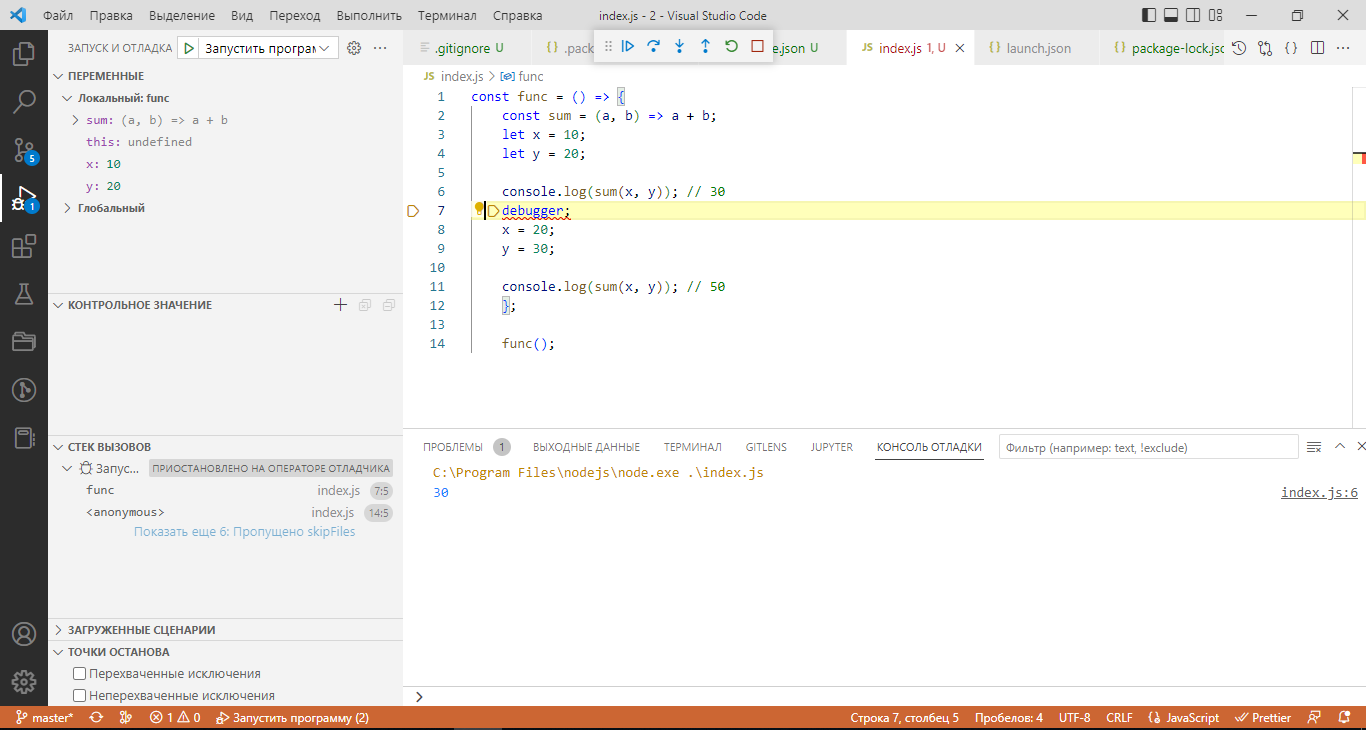 Файл Правка Выделение Вид Переход Выполнить Терминал Справка index.js - 2 - Visual Studio Code
ЗАПУСК И ОТЛАДКА Запустить програм
.gitignore U
{} .pack
e.json U
JS index.js 1, U
{} launch.json
{} package-lock.jsc
JS index.js > func
ПЕРЕМЕННЫЕ
Локальный: func
sum: (a, b) => a + b
this: undefined
x: 10
y: 20
Глобальный
КОНТРОЛЬНОЕ ЗНАЧЕНИЕ
СТЕК ВЫЗОВОВ
Запус... ПРИОСТАНОВЛЕНО НА ОПЕРАТОРЕ ОТЛАДЧИКА
func index.js 7:5
<anonymous> index.js 14:5
Показать еще 6: Пропущено skipFiles
ЗАГРУЖЕННЫЕ СЦЕНАРИИ
ТОЧКИ ОСТАНОВА
Перехваченные исключения
Неперехваченные исключения
5
1
1 const func = () => {
2 const sum = (a, b) => a + b;
3 let x = 10;
4 let y = 20;
5
6 console.log(sum(x, y)); // 30
7 debugger;
8 x = 20;
9 y = 30;
10
11 console.log(sum(x, y)); // 50
12 };
13
14 func();
ПРОБЛЕМЫ 1 ВЫХОДНЫЕ ДАННЫЕ ТЕРМИНАЛ GITLENS JUPYTER КОНСОЛЬ ОТЛАДКИ Фильтр (например: text, !exclude)
C:\Program Files\nodejs\node.exe .\index.js
30 index.js:6
>
master* 1 0 Запустить программу (2) Строка 7, столбец 5 Пробелов: 4 UTF-8 CRLF {} JavaScript Prettier